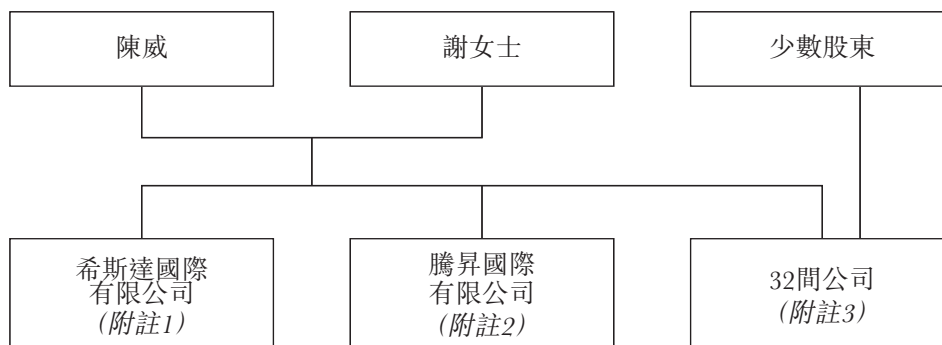 陳威
謝女士
少數股東
希斯達國際
有限公司
(附註1)
騰昇國際
有限公司
(附註2)
32間公司
(附註3)